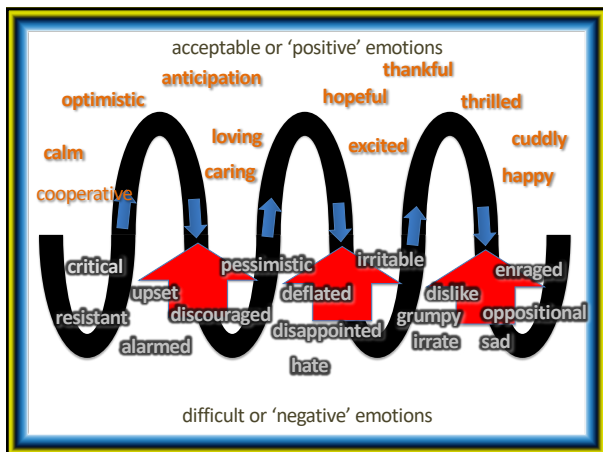 acceptable or ‘positive’ emotions
thankful
anticipation
optimistic
hopeful
thrilled
loving
excited
cuddly
calm
caring
happy
cooperative
critical
pessimistic
irritable
enraged
upset
deflated
dislike
resistant
discouraged
grumpy
oppositional
disappointed
alarmed
irrate
sad
hate
difficult or ‘negative’ emotions